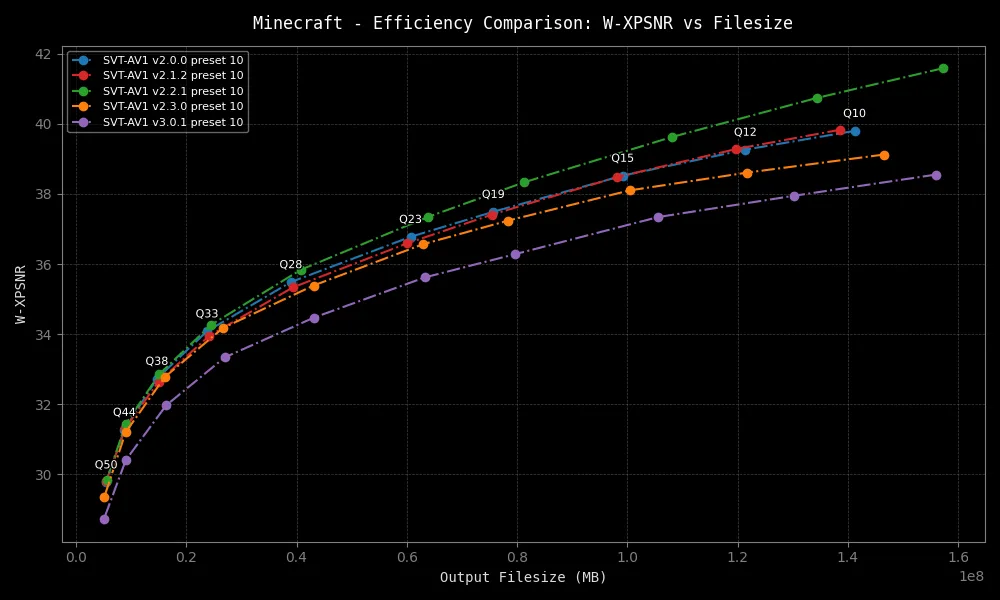 Minecraft - Efficiency Comparison: W-XPSNR vs Filesize
SVT-AV1 v2.0.0 preset 10
SVT-AV1 v2.1.2 preset 10
SVT-AV1 v2.2.1 preset 10
SVT-AV1 v2.3.0 preset 10
SVT-AV1 v3.0.1 preset 10
Q10
Q12
Q15
Q19
Q23
Q28
Q33
Q38
Q44
Q50
42
40
38
36
34
32
30
W-XPSNR
0.0 0.2 0.4 0.6 0.8 1.0 1.2 1.4 1.6
1e8
Output Filesize (MB)